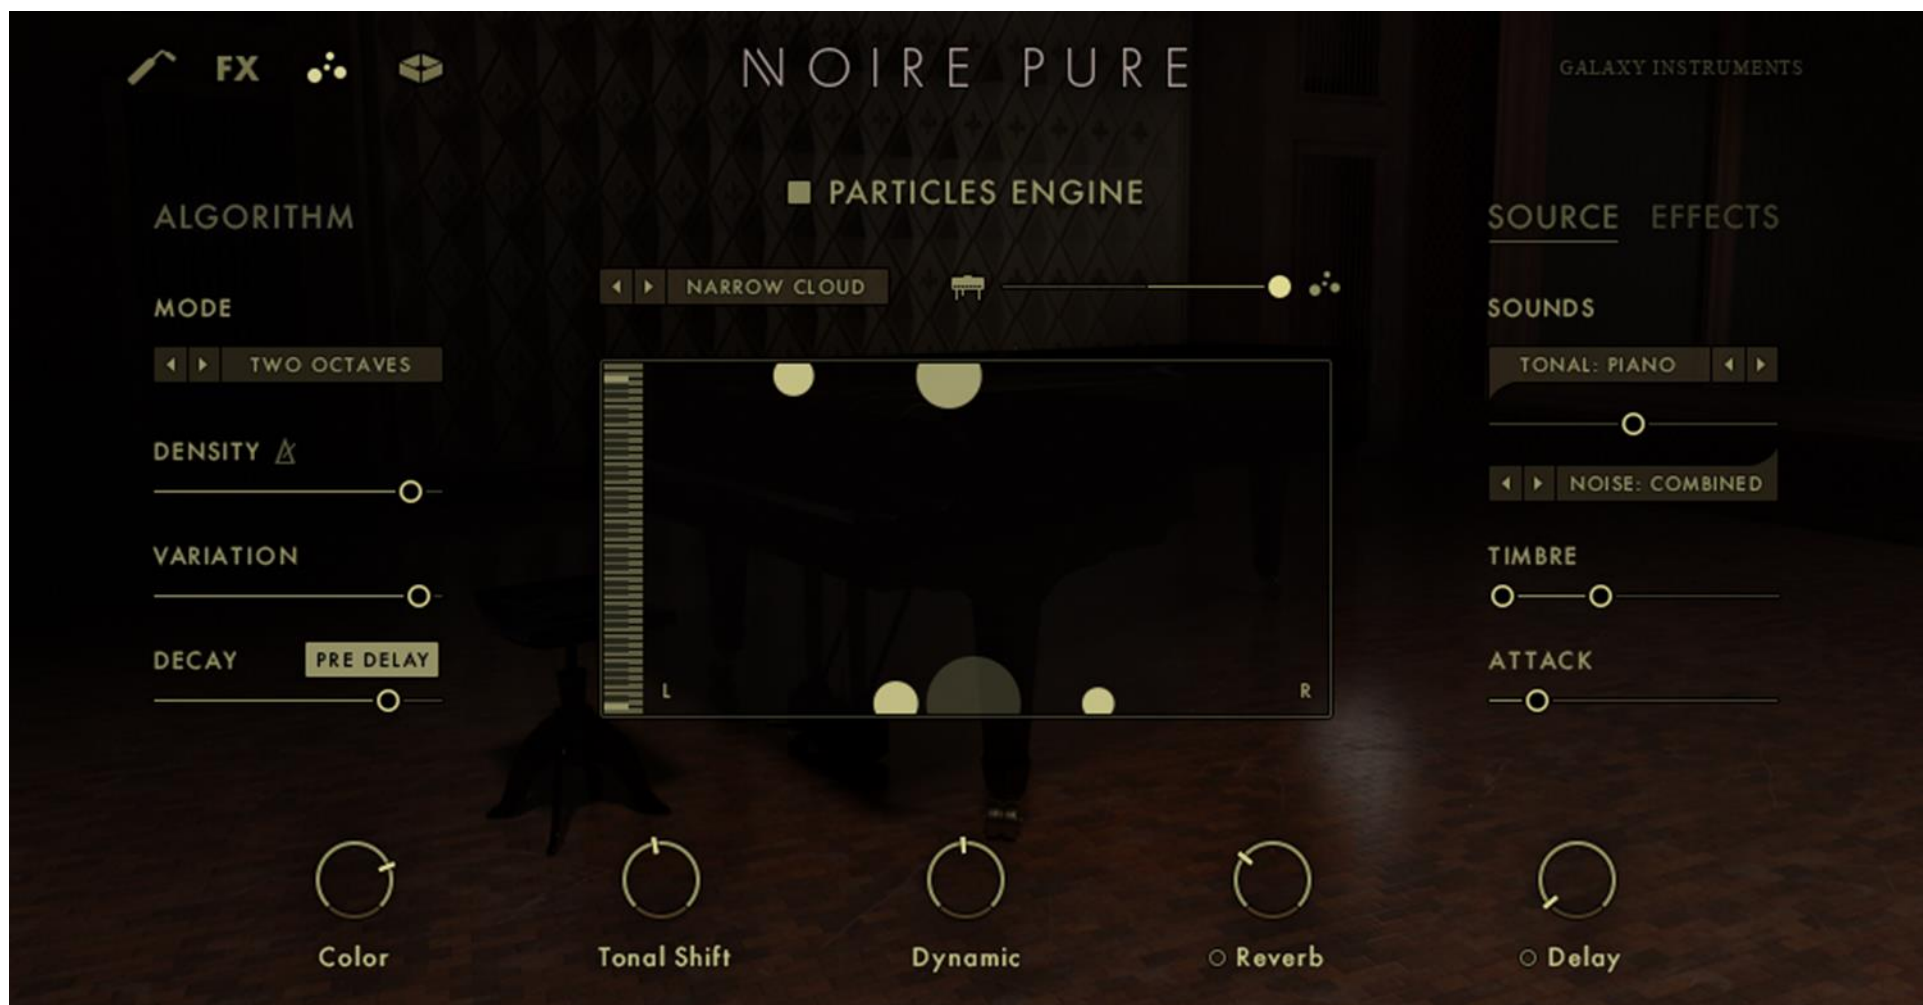 FX
NOIRE PURE
GALAXY INSTRUMENTS
PARTICLES ENGINE
ALGORITHM
SOURCE EFFECTS
NARROW CLOUD
MODE
SOUNDS
TWO OCTAVES
TONAL: PIANO
DENSITY
NOISE: COMBINED
VARIATION
TIMBRE
DECAY PRE DELAY
ATTACK
L R
Color Tonal Shift Dynamic Reverb Delay